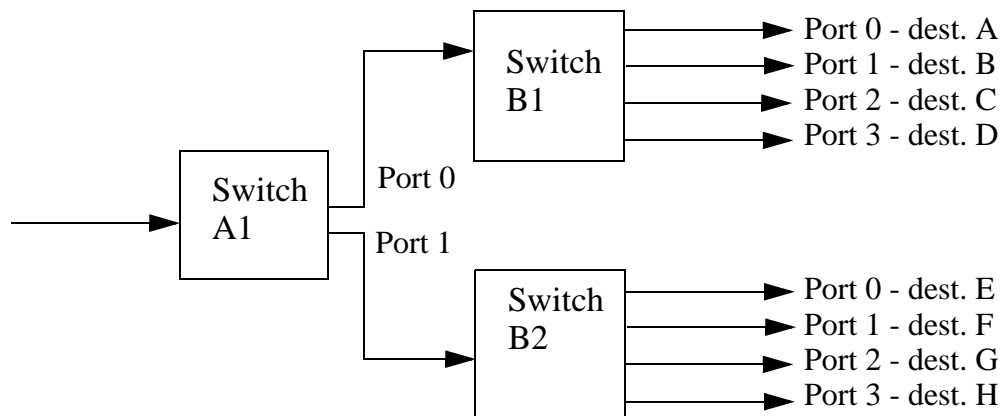 Switch
B1
Port 0 - dest. A
Port 1 - dest. B
Port 2 - dest. C
Port 3 - dest. D
Switch
A1
Port 0
Port 1
Switch
B2
Port 0 - dest. E
Port 1 - dest. F
Port 2 - dest. G
Port 3 - dest. H